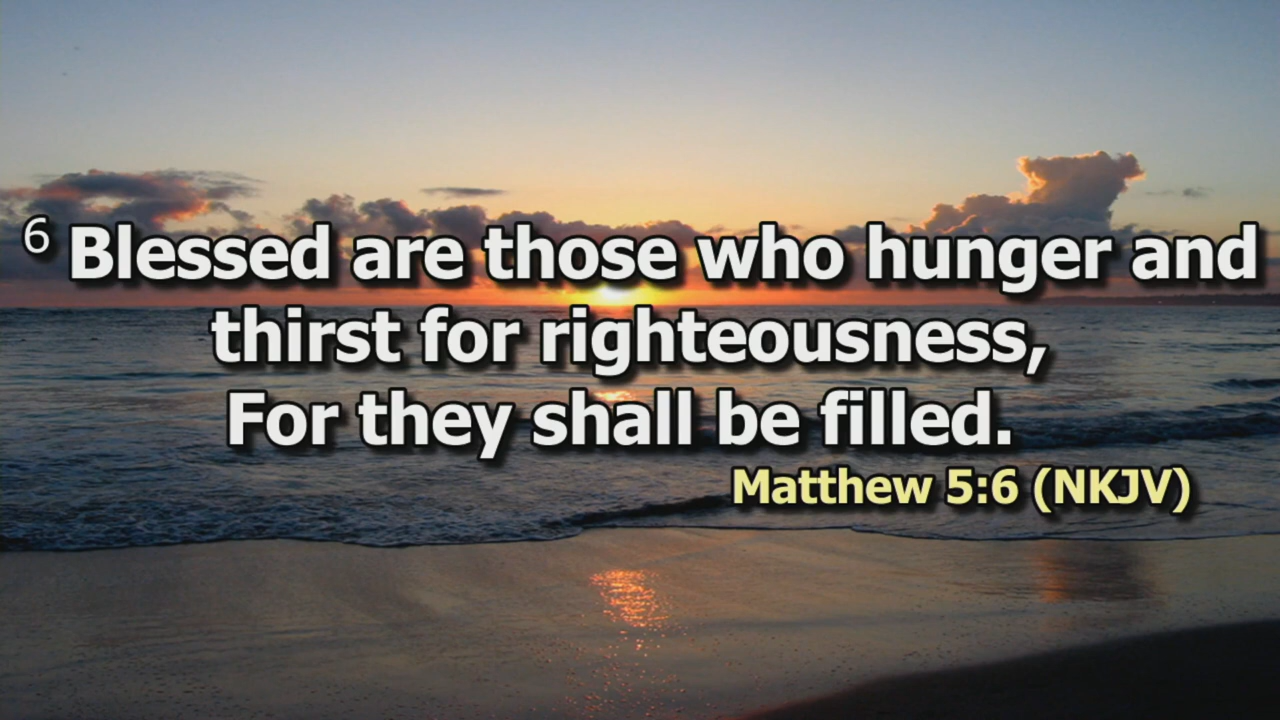 6 Blessed are those who hunger and
thirst for righteousness,
For they shall be filled.
Matthew 5:6 (NKJV)